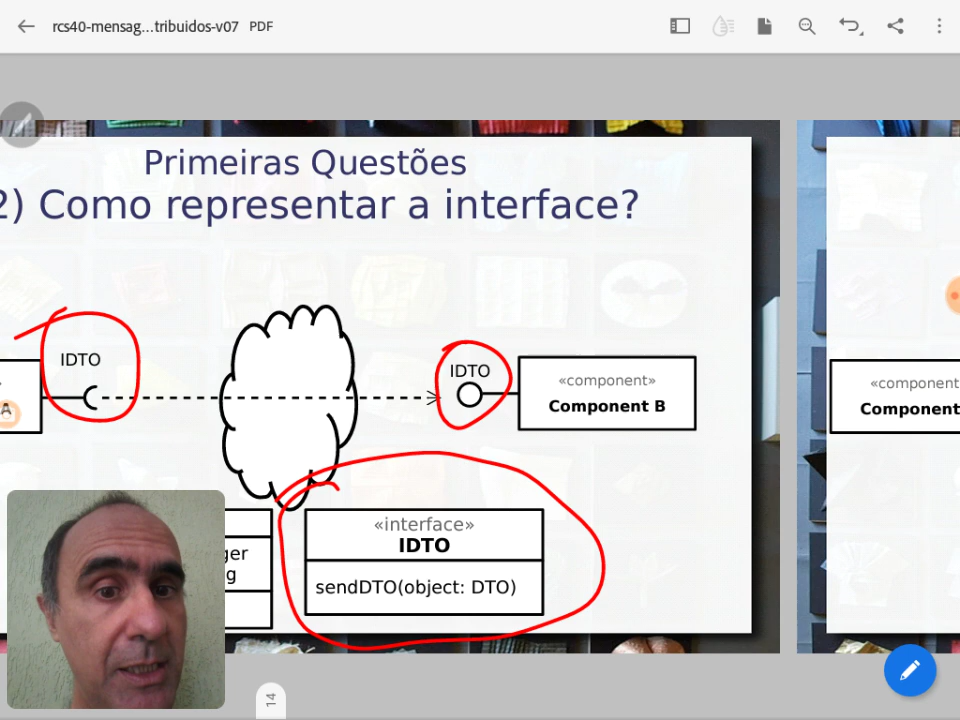 rcs40-mensag...tribuidos-v07 PDF
Primeiras Questões
2) Como representar a interface?
IDTO
IDTO
«component»
Component B
A
«component
Component
«interface»
IDTO
sendDTO(object: DTO)
ger
g
14